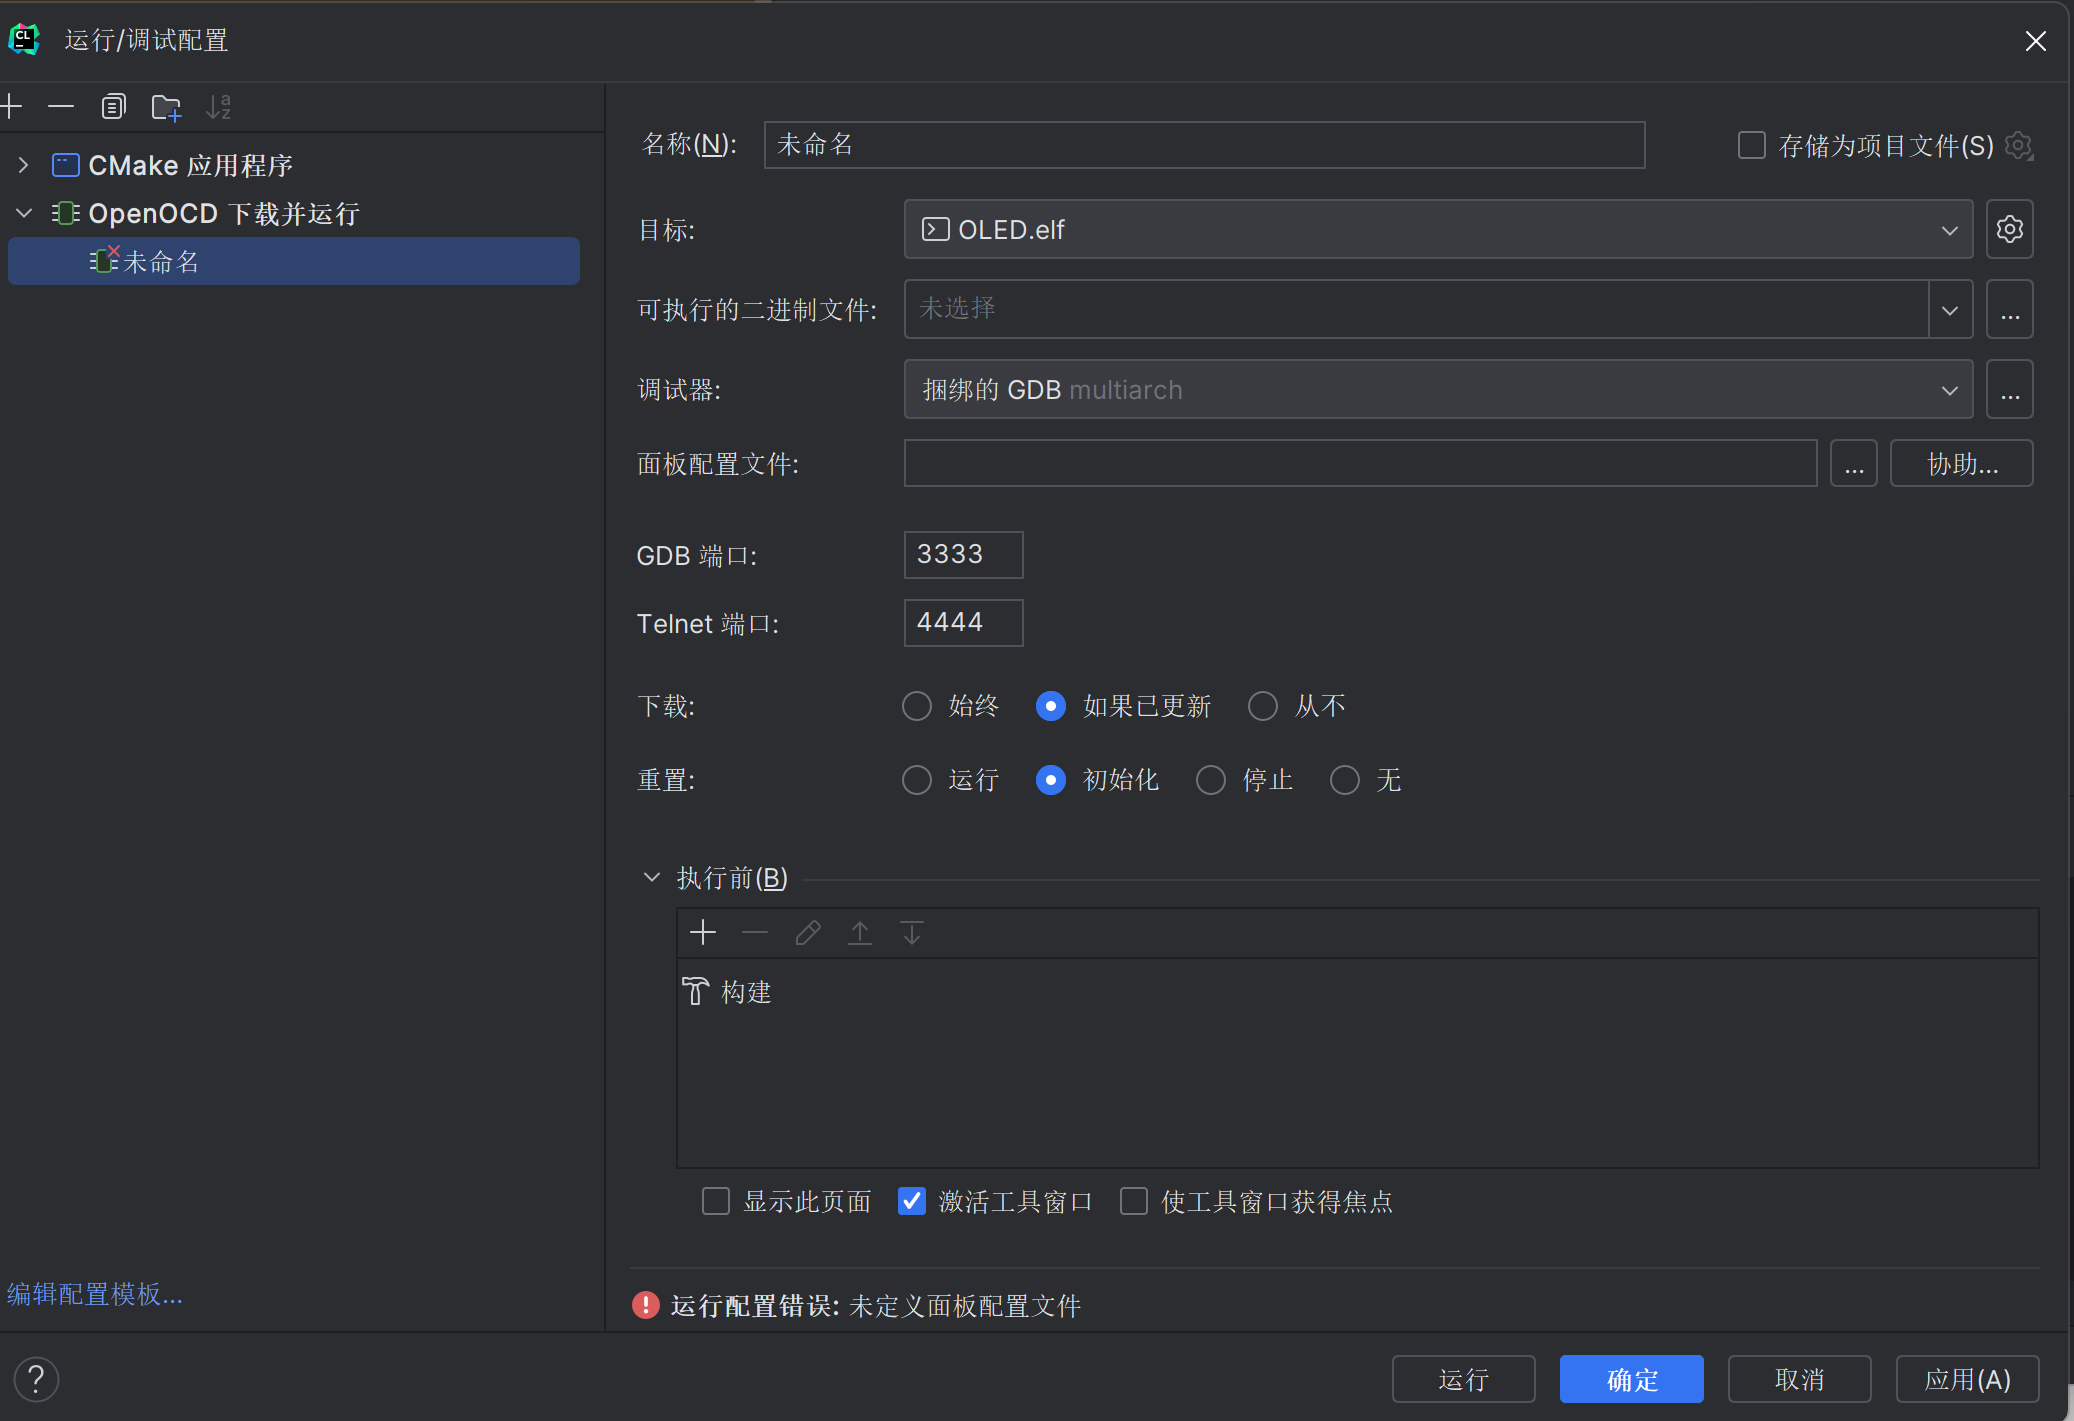 CL
运行/调试配置
CMake 应用程序
OpenOCD 下载并运行
未命名
编辑配置模板...
名称(N):
未命名
存储为项目文件(S)
目标:
OLED.elf
可执行的二进制文件:
未选择
...
调试器:
捆绑的 GDB multiarch
...
面板配置文件:
...
协助...
GDB 端口:
3333
Telnet 端口:
4444
下载:
始终
如果已更新
从不
重置:
运行
初始化
停止
无
执行前(B)
构建
显示此页面
激活工具窗口
使工具窗口获得焦点
运行配置错误: 未定义面板配置文件
?
运行
确定
取消
应用(A)